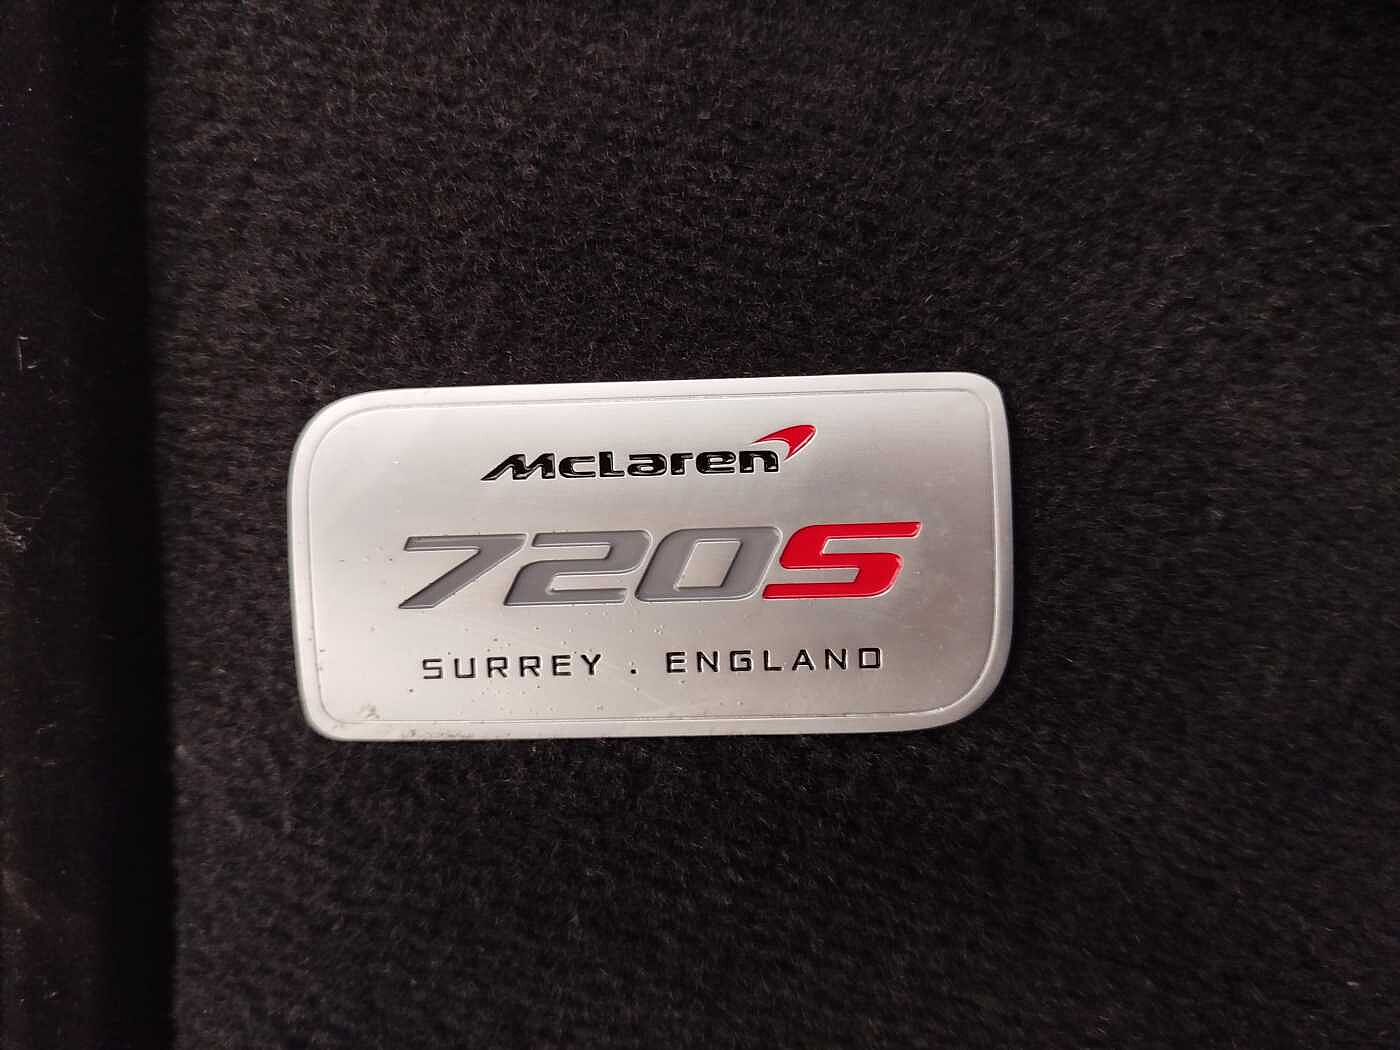 McLaren
720S
SURREY . ENGLAND